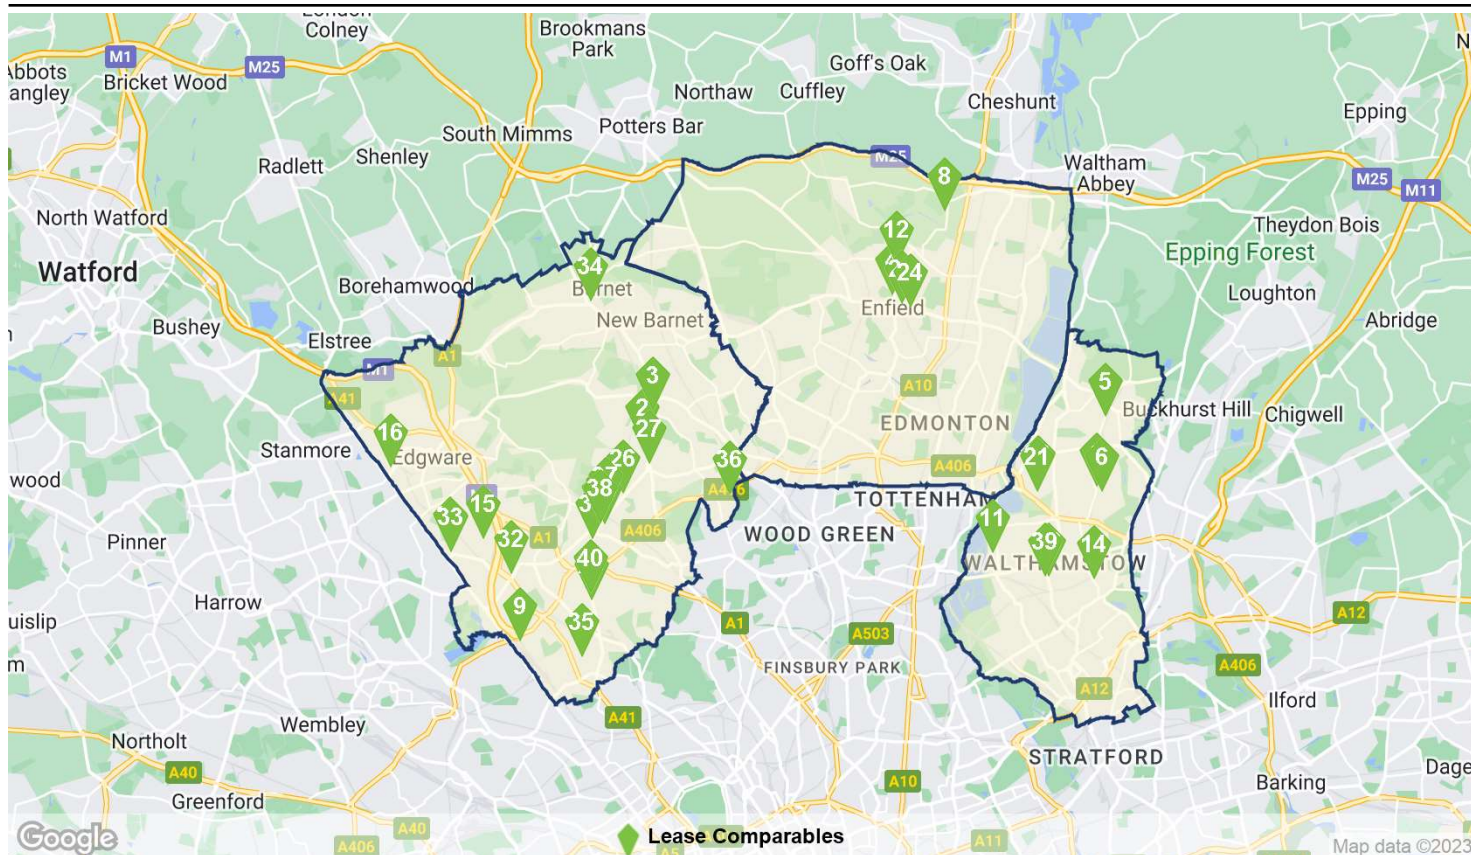 London
Colney
Brookmans
Park
M1
M25
Goff's Oak
Abbots
Bricket Wood
Northaw
Cuffley
Cheshunt
Epping
South Mimms
Potters Bar
Radlett
Shenley
M25
Waltham
Abbey
M25
M11
8
North Watford
Theydon Bois
12
Epping Forest
Watford
34
24
Borehamwood
Barnet
Enfield
Loughton
Bushey
New Barnet
Abridge
Elstree
A1
M1
3
A10
5
A41
2
Buckhurst Hill
Chigwell
16
27
EDMONTON
Stanmore
Edgware
26
36
A406
21
6
38
A406
TOTTENHAM
33
15
3
11
32
A1
A406
WOOD GREEN
Pinner
39
14
40
WALTHAMSTOW
Harrow
9
A12
uislip
35
A1
A503
FINSBURY PARK
A406
A12
Ilford
Wembley
A41
Northolt
STRATFORD
A40
A10
Barking
Greenford
A40
A406
A5
A11
Google
Lease Comparables
Map data ©2023